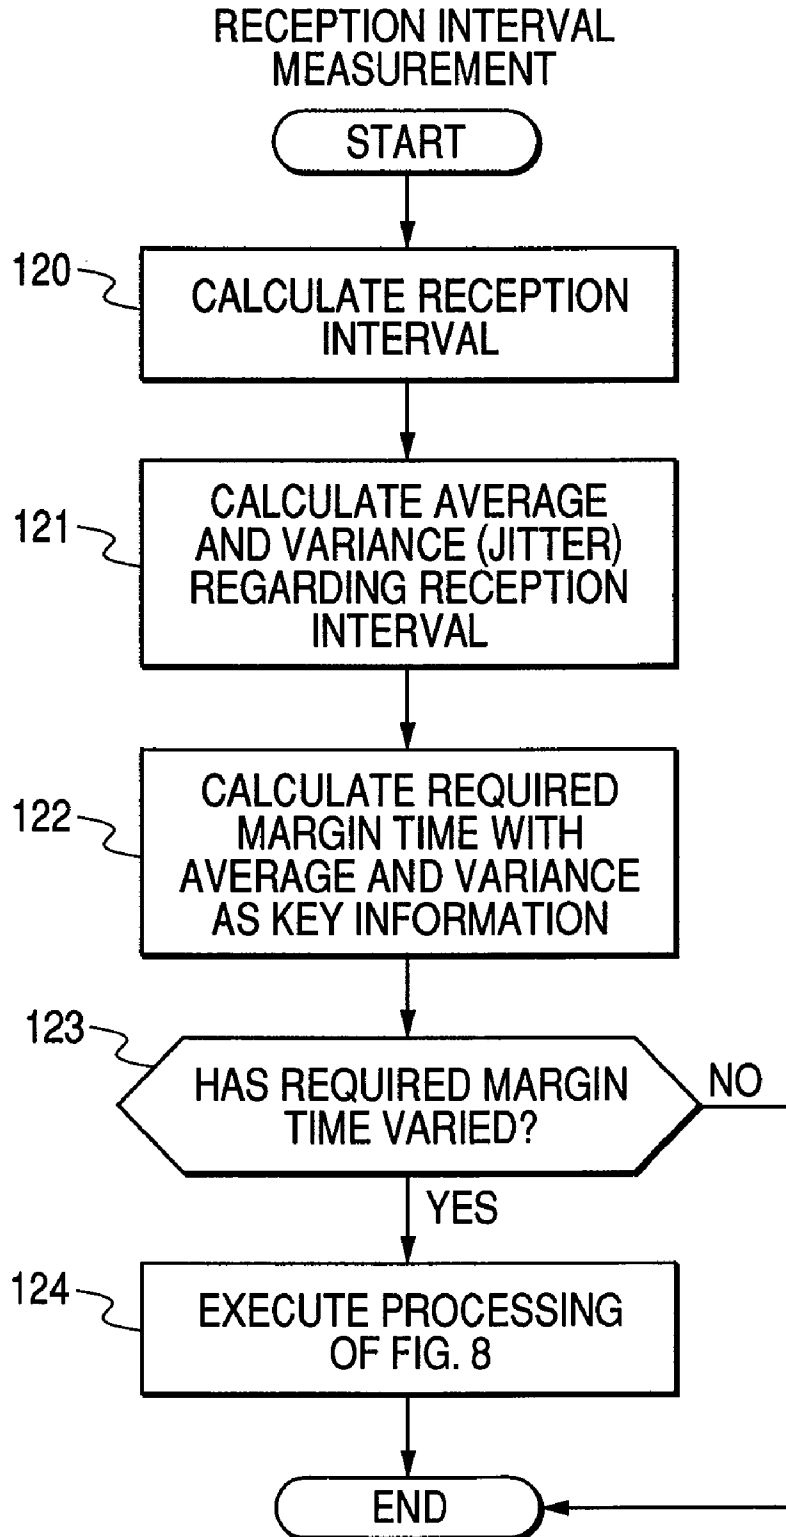 RECEPTION INTERVAL
MEASUREMENT
START
120
CALCULATE RECEPTION
INTERVAL
121
CALCULATE AVERAGE
AND VARIANCE (JITTER)
REGARDING RECEPTION
INTERVAL
122
CALCULATE REQUIRED
MARGIN TIME WITH
AVERAGE AND VARIANCE
AS KEY INFORMATION
123
HAS REQUIRED MARGIN
TIME VARIED?
NO
YES
124
EXECUTE PROCESSING
OF FIG. 8
END